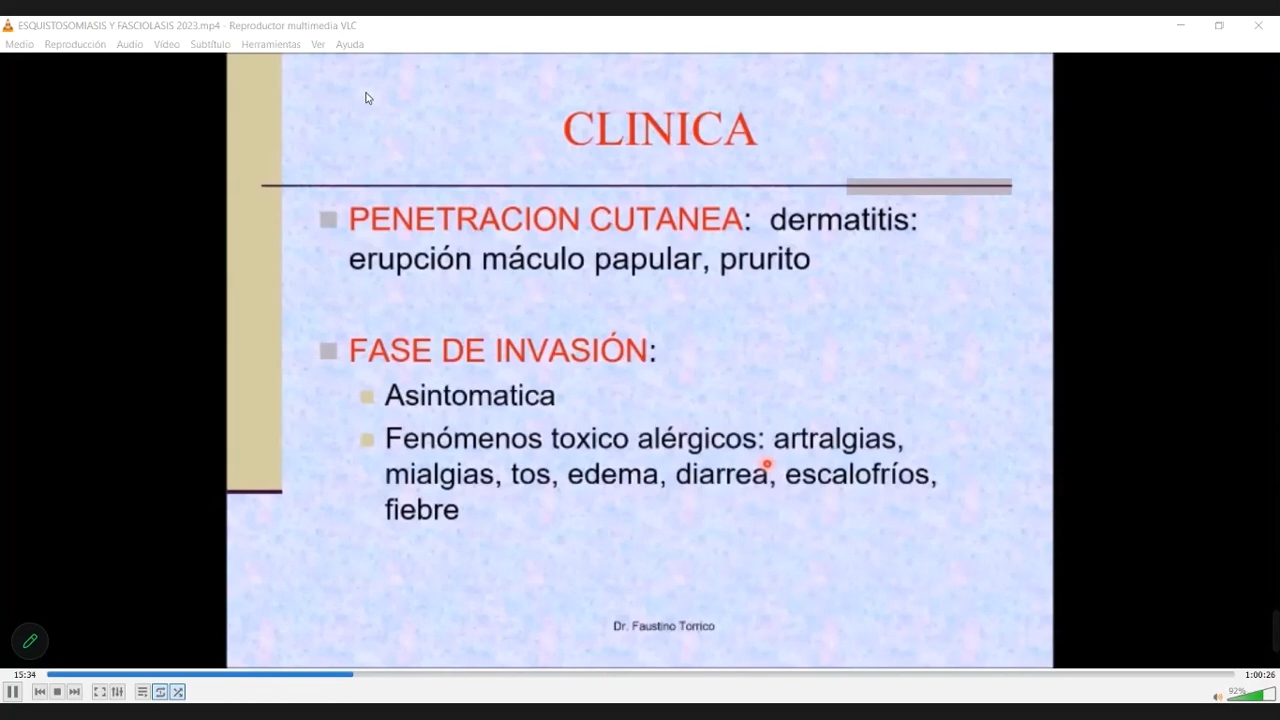 ESQUISTOSOMIASIS Y FASCIOLASIS 2023.mp4 - Reproductor multimedia VLC
Medio Reproducción Audio Vídeo Subtítulo Herramientas Ver Ayuda
CLINICA
PENETRACION CUTANEA: dermatitis:
erupción máculo papular, prurito
FASE DE INVASIÓN:
Asintomatica
Fenómenos toxico alérgicos: artralgias,
mialgias, tos, edema, diarrea, escalofríos,
fiebre
Dr. Faustino Torrico
15:34 1:00:26
92%